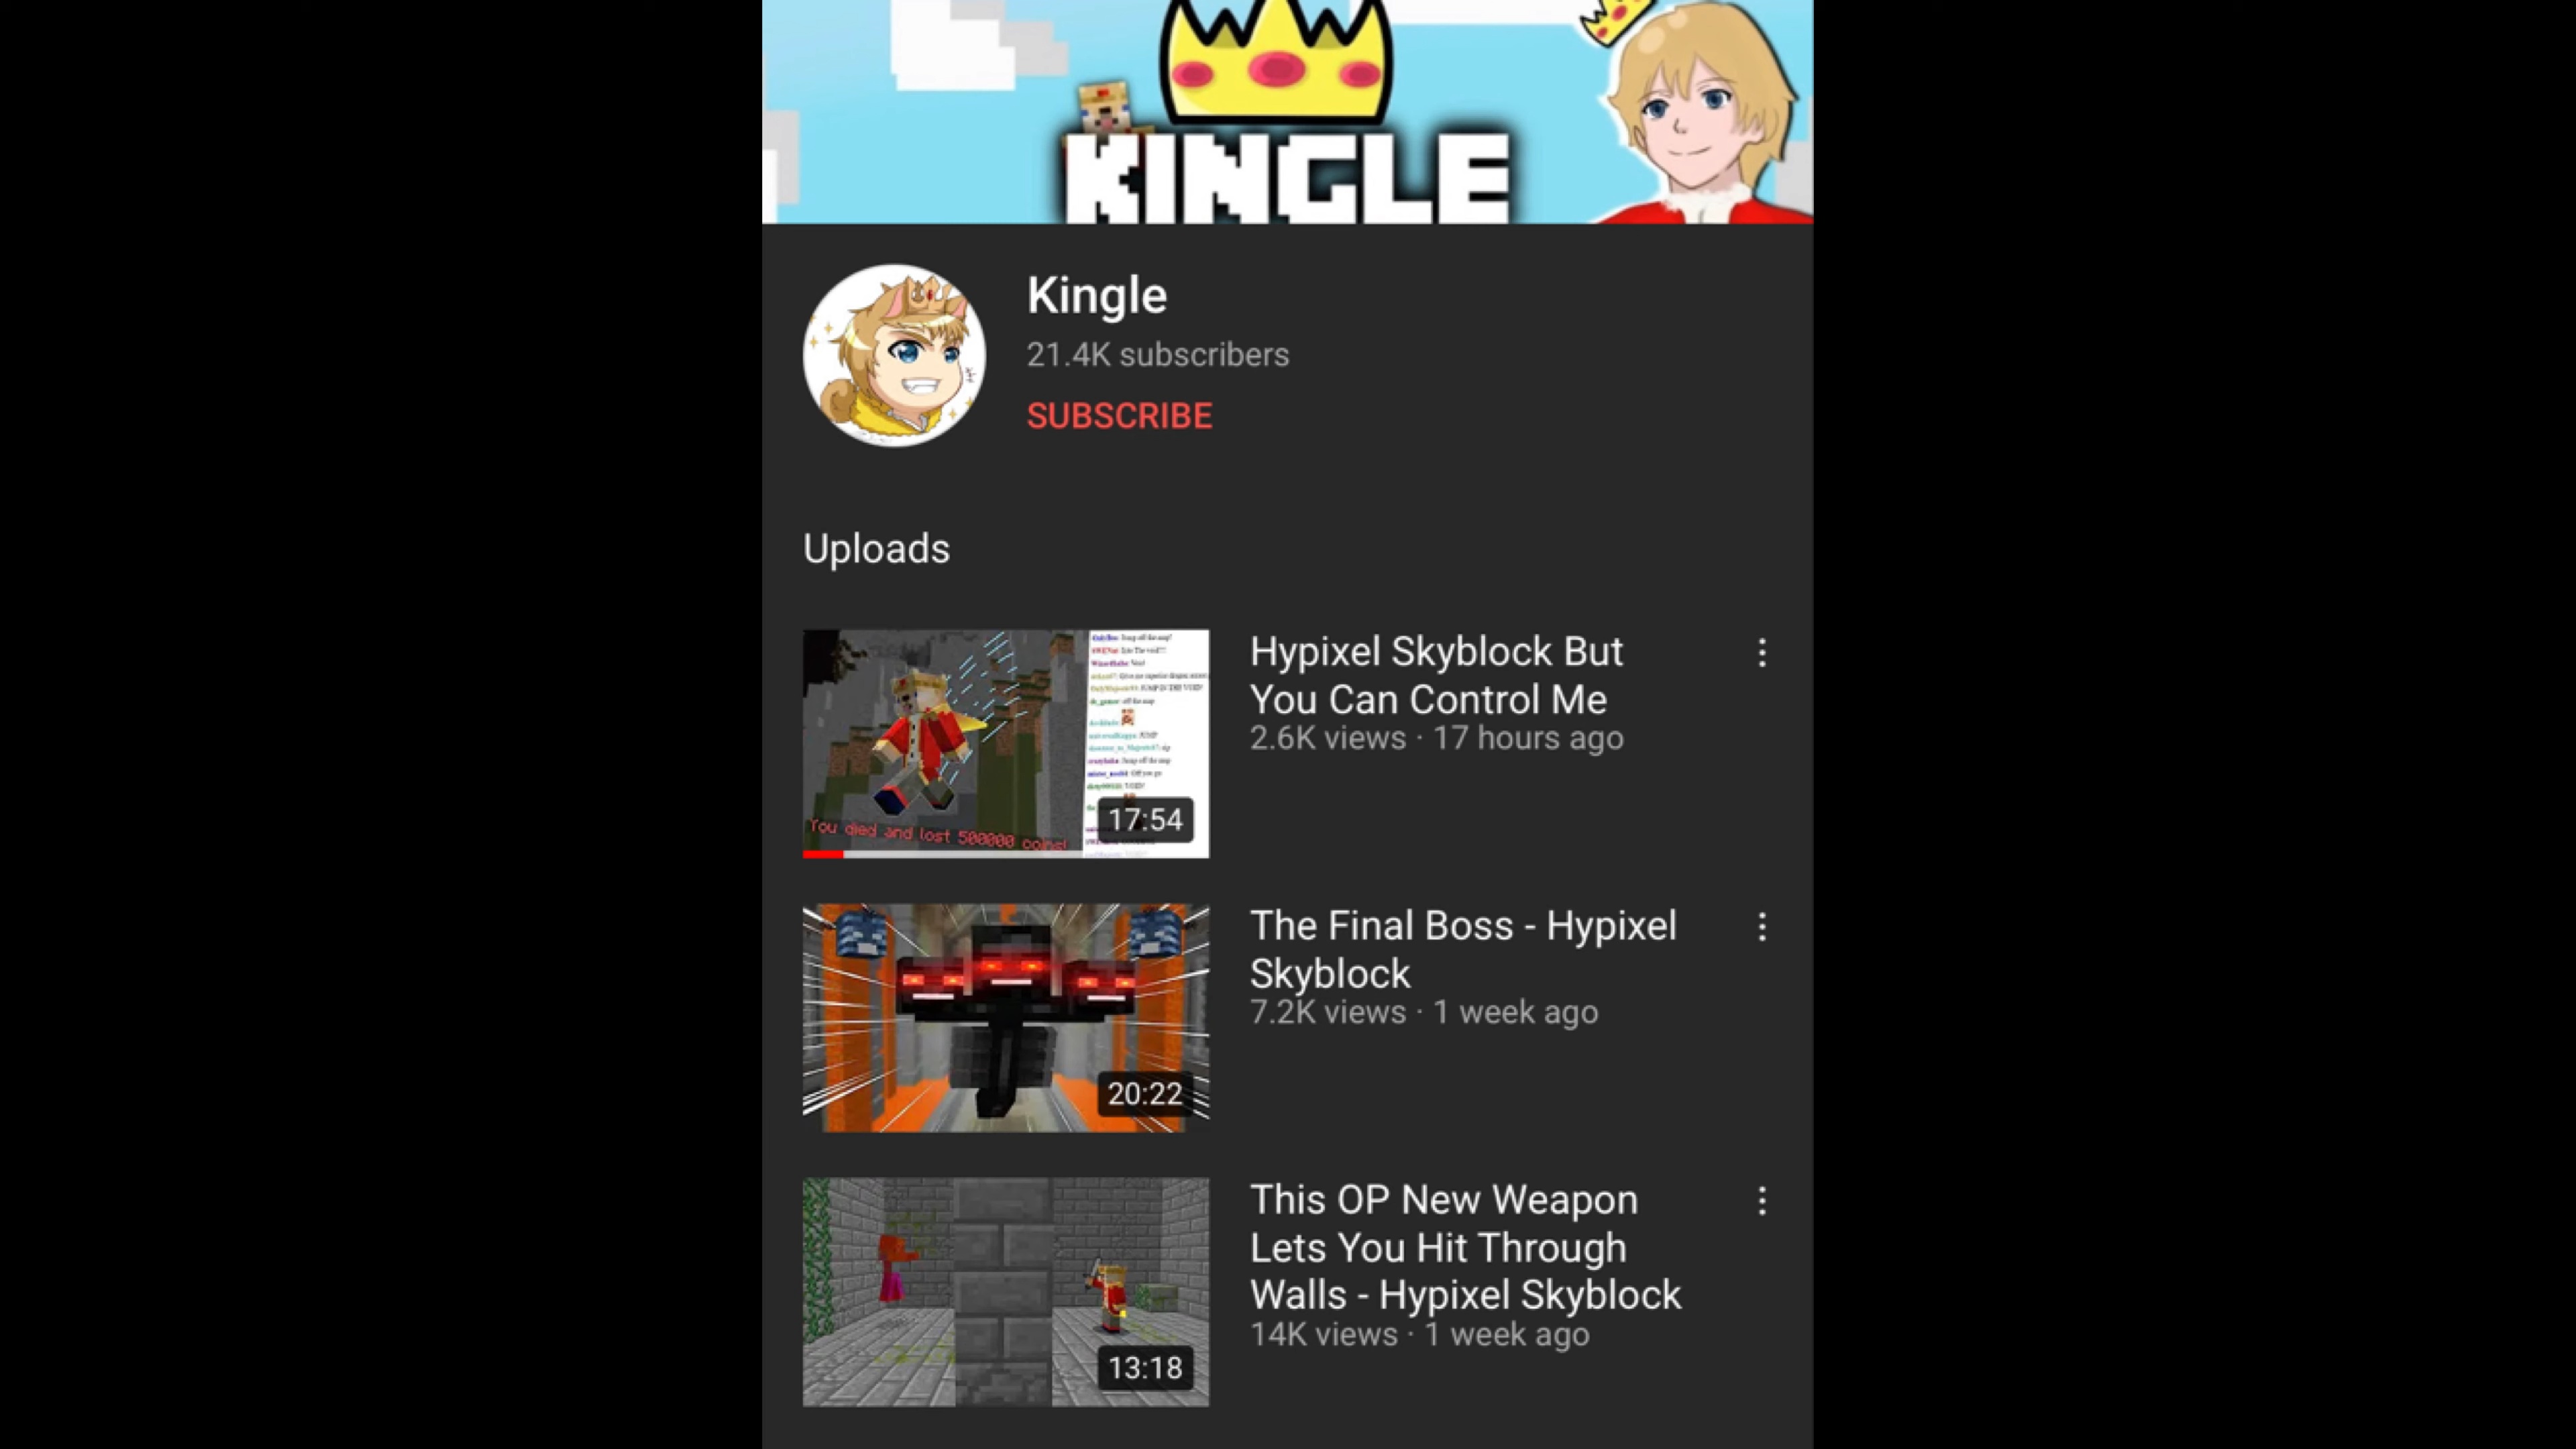 KINGLE
Kingle
21.4K subscribers
SUBSCRIBE
Uploads
Hypixel Skyblock But
You Can Control Me
2.6K views · 17 hours ago
You died and lost 500000 coins!
17:54
The Final Boss - Hypixel
Skyblock
7.2K views · 1 week ago
20:22
This OP New Weapon
Lets You Hit Through
Walls - Hypixel Skyblock
14K views · 1 week ago
13:18